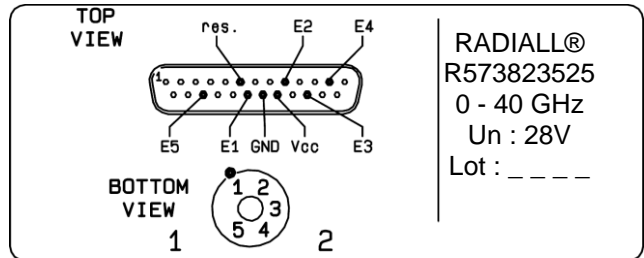 TOP
VIEW
res. E2 E4
1
E5 E1 GND Vcc E3
BOTTOM
VIEW
1 2
3
5 4
1 2
RADIALL®
R573823525
0 - 40 GHz
Un : 28V
Lot : _ _ _ _